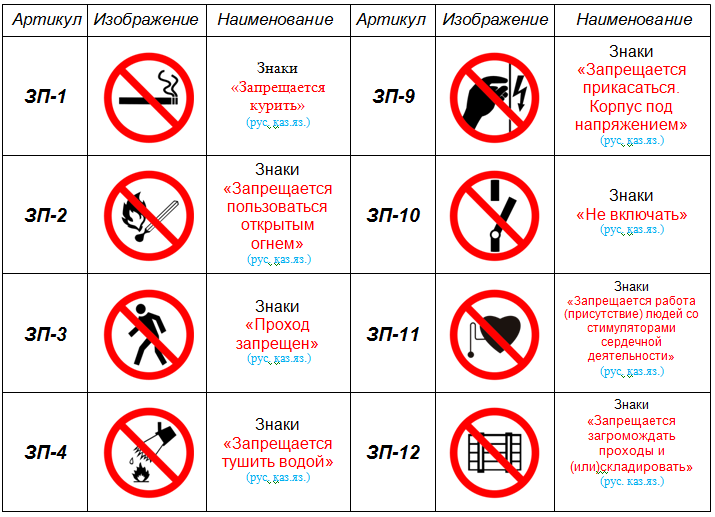 Артикул Изображение Наименование Артикул Изображение Наименование
ЗП-1
Знаки
«Запрещается
курить»
(рус, каз.яз.)
ЗП-9
Знаки
«Запрещается
прикасаться.
Корпус под
напряжением»
(рус, каз.яз.)
ЗП-2
Знаки
«Запрещается
пользоваться
открытым
огнем»
(рус, каз.яз.)
ЗП-10
Знаки
«Не включать»
(рус, каз.яз.)
ЗП-3
Знаки
«Проход
запрещен»
(рус, каз.яз.)
ЗП-11
Знаки
«Запрещается работа
(присутствие) людей со
стимуляторами
сердечной
деятельности»
(рус, каз.яз.)
ЗП-4
Знаки
«Запрещается
тушить водой»
(рус, каз.яз.)
ЗП-12
Знаки
«Запрещается
загромождать
проходы и
(или)складировать»
(рус. каз.яз.)